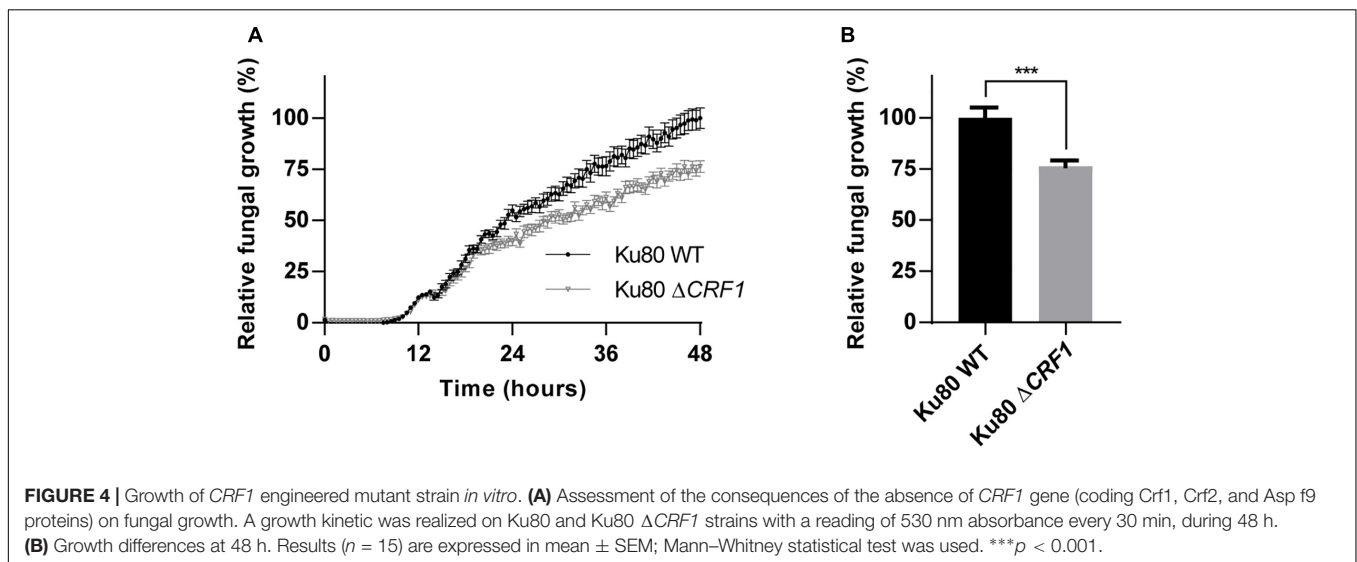 A
Relative fungal growth (%)
100
75
50
25
0
0 12 24 36 48
Time (hours)
Ku80 WT
Ku80 ΔCRF1
B
Relative fungal growth (%)
100
75
50
25
0
***
Ku80 WT
Ku80 ΔCRF1
FIGURE 4 | Growth of CRF1 engineered mutant strain in vitro. (A) Assessment of the consequences of the absence of CRF1 gene (coding Crf1, Crf2, and Asp f9
proteins) on fungal growth. A growth kinetic was realized on Ku80 and Ku80 ΔCRF1 strains with a reading of 530 nm absorbance every 30 min, during 48 h.
(B) Growth differences at 48 h. Results (n = 15) are expressed in mean ± SEM; Mann–Whitney statistical test was used. ***p < 0.001.